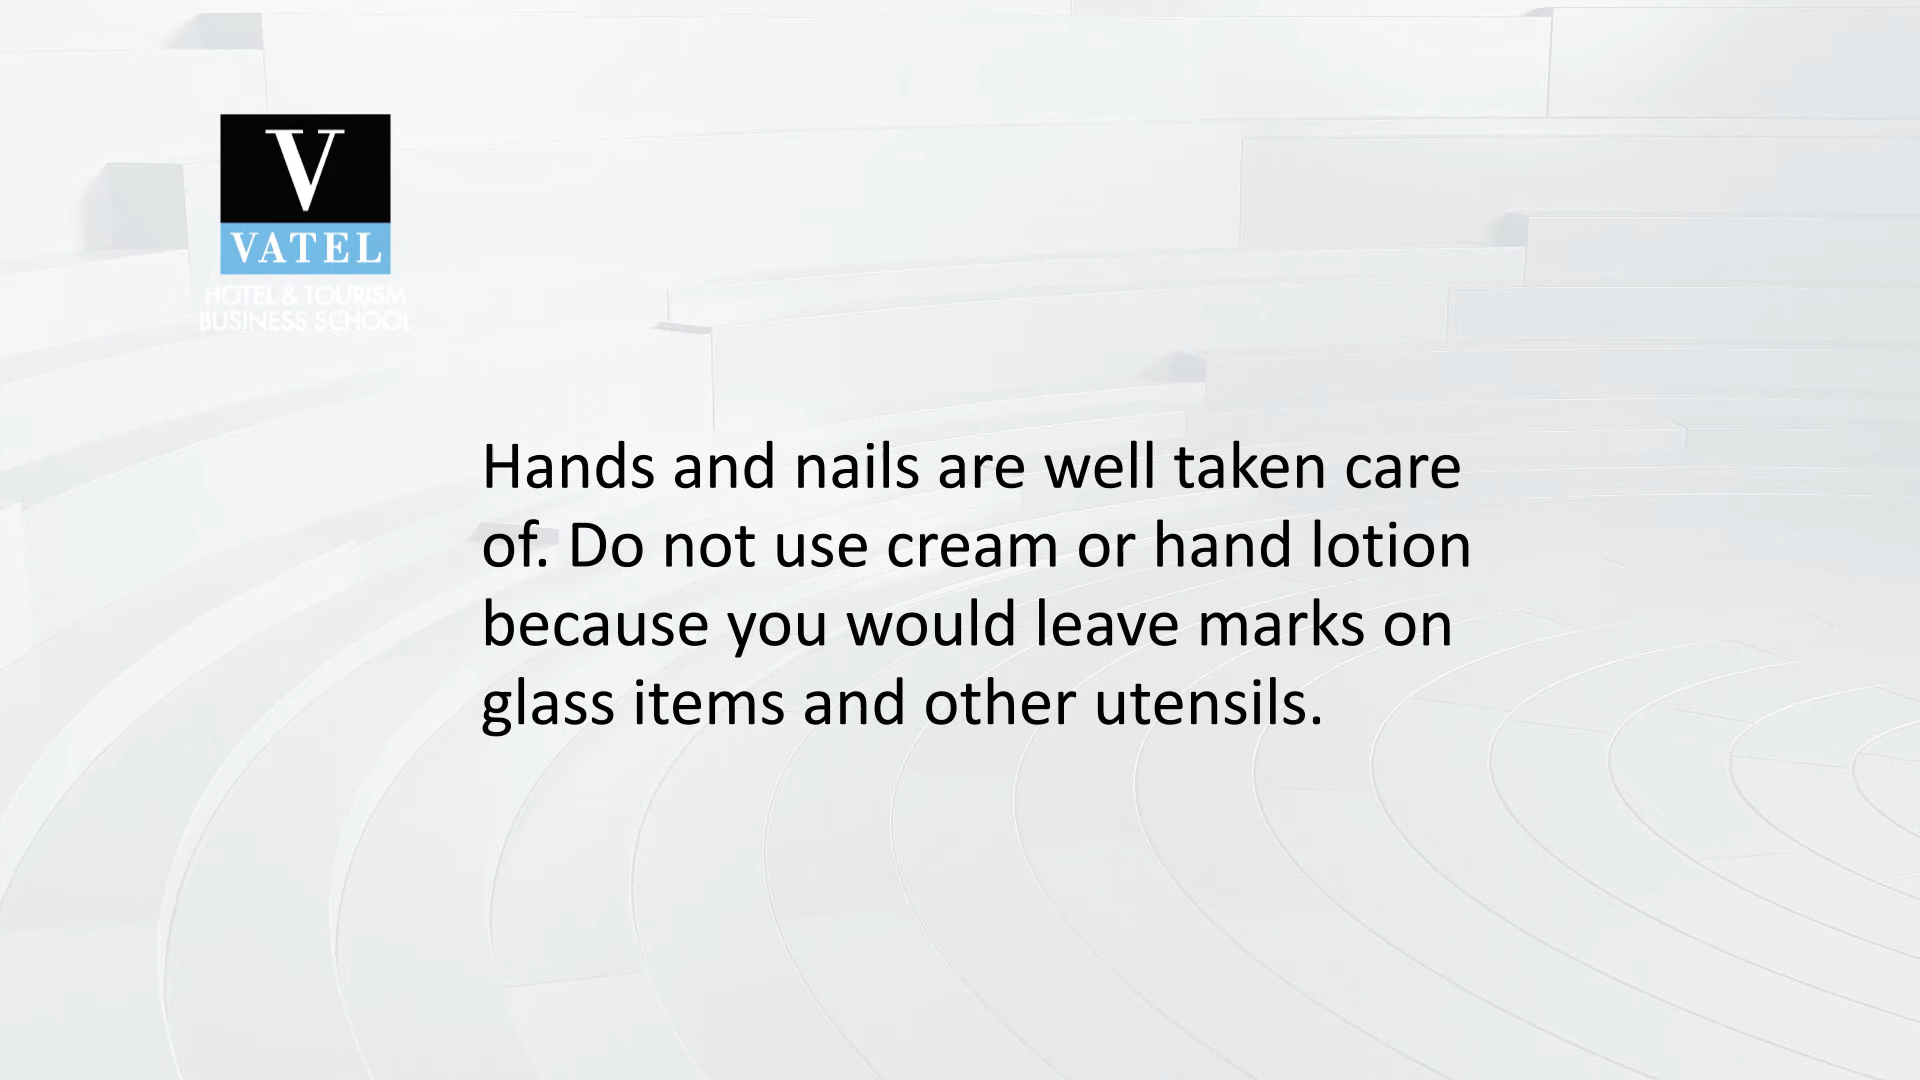 V
VATEL
HOTEL & TOURISM
BUSINESS SCHOOL
Hands and nails are well taken care
of. Do not use cream or hand lotion
because you would leave marks on
glass items and other utensils.